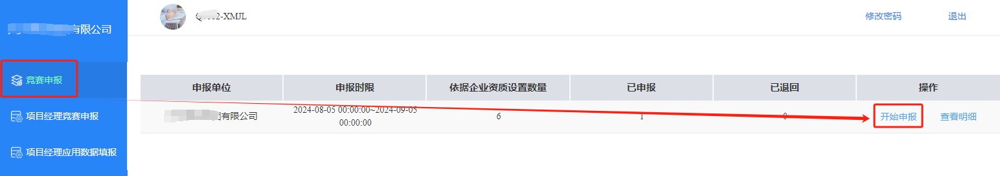 有限公司
竞赛申报
项目经理竞赛申报
项目经理应用数据填报
2-XMJL
修改密码
退出
申报单位
申报时限
依据企业资质设置数量
已申报
已退回
操作
有限公司
2024-08-05 00:00:00~2024-09-05
00:00:00
6
1
0
开始申报
查看明细